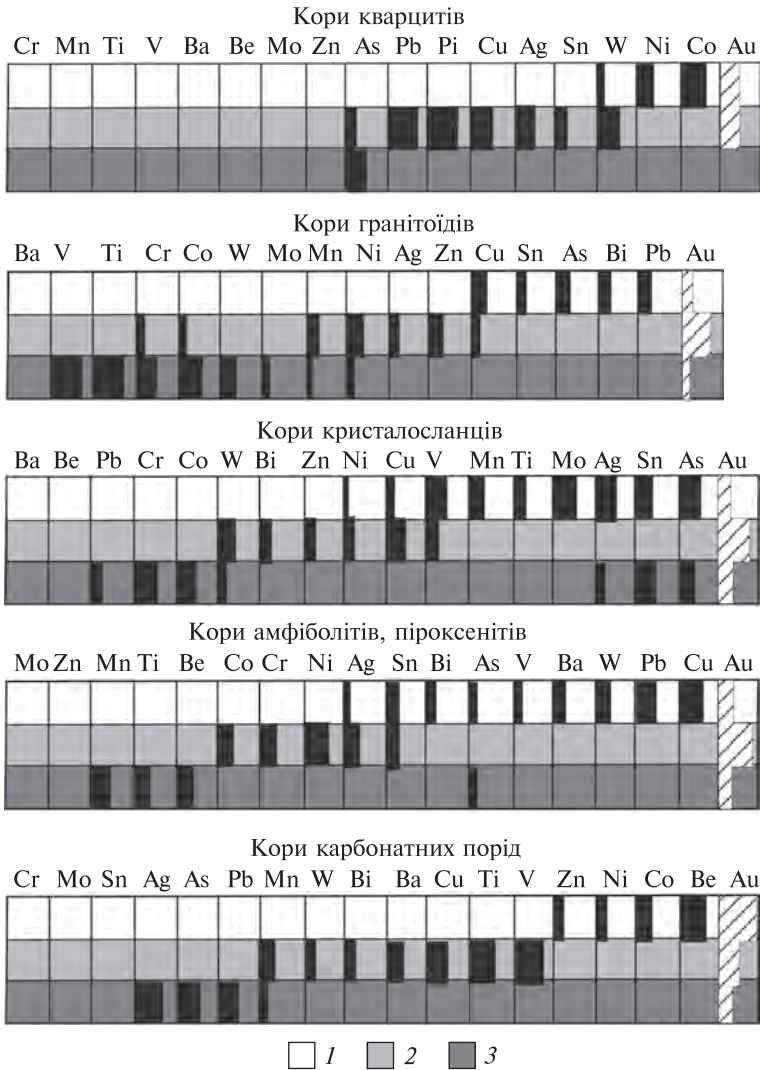 Кори кварцитів
Cr Mn Ti V Ba Be Mo Zn As Pb Pi Cu Ag Sn W Ni Co Au
Кори гранітоїдів
Ba V Ti Cr Co W Mo Mn Ni Ag Zn Cu Sn As Bi Pb Au
Кори кристалосланців
Ba Be Pb Cr Co W Bi Zn Ni Cu V Mn Ti Mo Ag Sn As Au
Кори амфіболітів, піроксенітів
Mo Zn Mn Ti Be Co Cr Ni Ag Sn Bi As V Ba W Pb Cu Au
Кори карбонатних порід
Cr Mo Sn Ag As Pb Mn W Bi Ba Cu Ti V Zn Ni Co Be Au
1 2 3